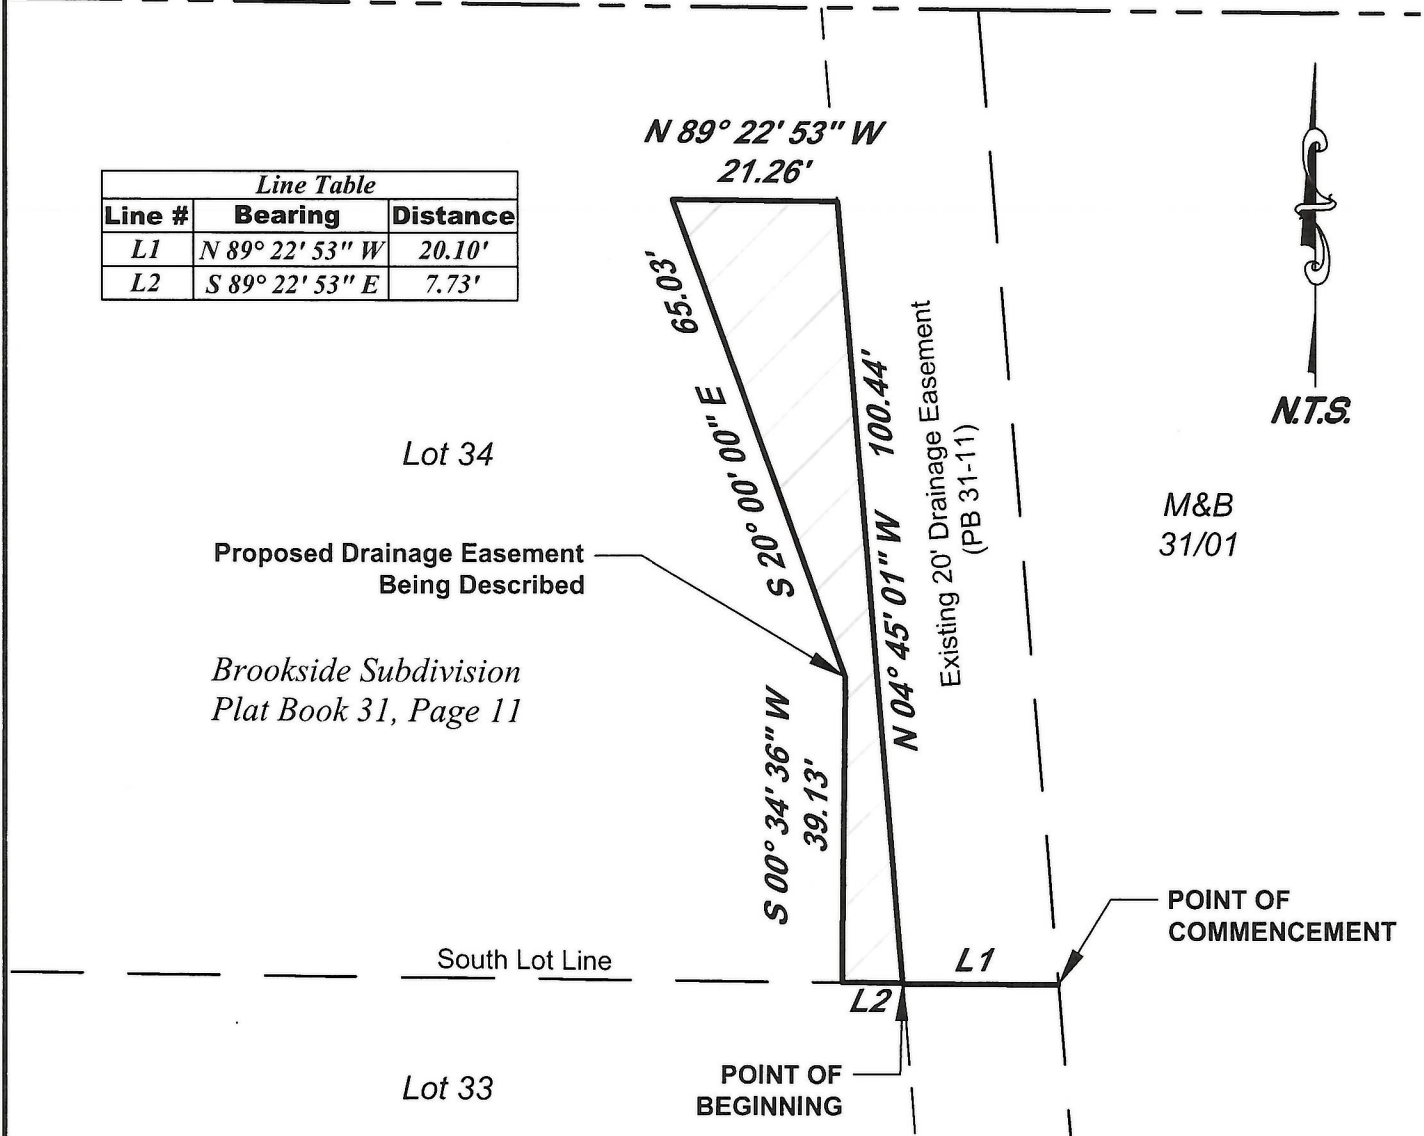 N 89° 22' 53" W
21.26'
Line Table
Line # Bearing Distance
L1 N 89° 22' 53" W 20.10'
L2 S 89° 22' 53" E 7.73'
65.03'
S 20° 00' 00" E
100.44'
N 04° 45' 01" W
Existing 20' Drainage Easement
(PB 31-11)
N.T.S.
Lot 34
M&B
31/01
Proposed Drainage Easement
Being Described
Brookside Subdivision
Plat Book 31, Page 11
S 00° 34' 36" W
39.13'
POINT OF
COMMENCEMENT
South Lot Line
L1
L2
POINT OF
BEGINNING
Lot 33